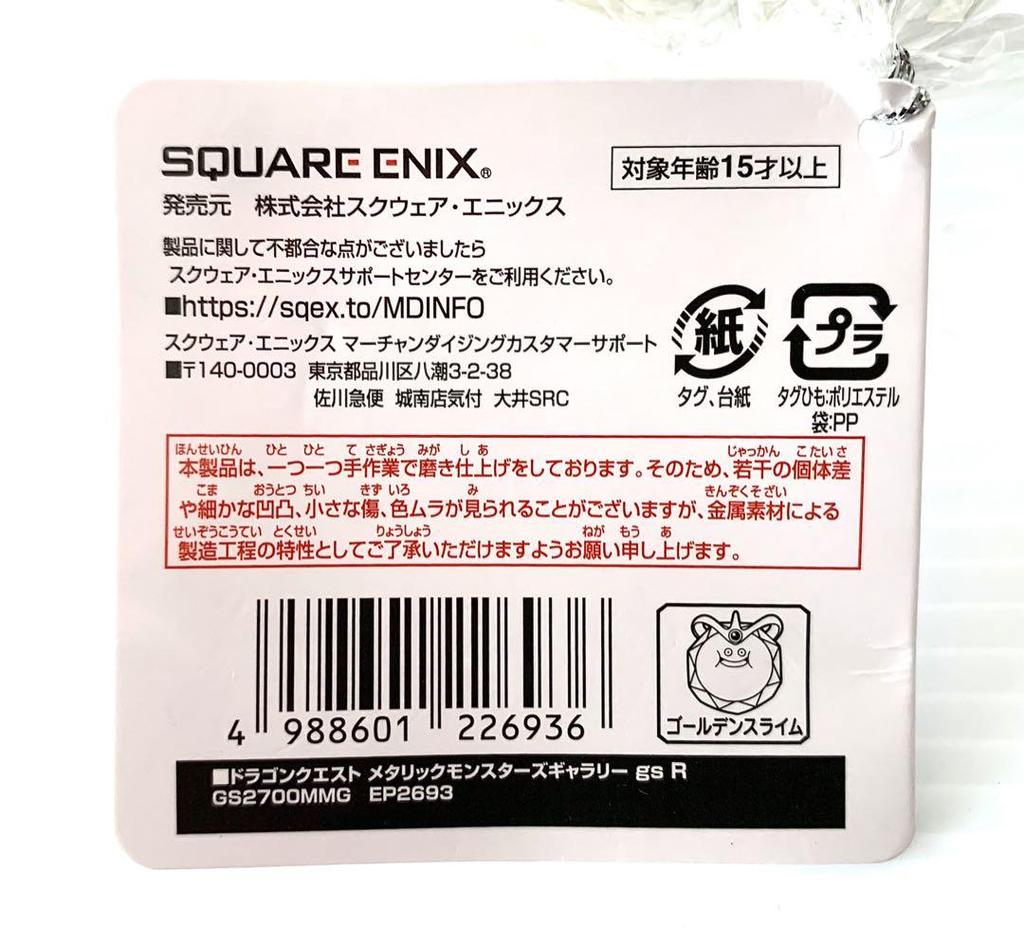 SQUARE ENIX®
対象年齢15才以上
発売元 株式会社スクウェア・エニックス
製品に関して不都合な点がございましたら
スクウェア・エニックスサポートセンターをご利用ください。
■https://sqex.to/MDINFO
スクウェア・エニックス マーチャンダイジングカスタマーサポート
■〒140-0003 東京都品川区八潮3-2-38
佐川急便 城南店気付 大井SRC
紙
タグ、台紙
プラ
タグひも:ポリエステル
袋:PP
ほんせいひん ひと ひと て さぎょう みが し あ じゃっかん こたいさ
本製品は、一つ一つ手作業で磨き仕上げをしております。そのため、若干の個体差
こま おうとつ ちい きず いろ み きんぞくそざい
や細かな凹凸、小さな傷、色ムラが見られることがございますが、金属素材による
せいぞうこうてい とくせい りょうしょう ねが もう あ
製造工程の特性としてご了承いただけますようお願い申し上げます。
4 988601 226936
ゴールデンスライム
■ドラゴンクエスト メタリックモンスターズギャラリー gs R
GS2700MMG EP2693